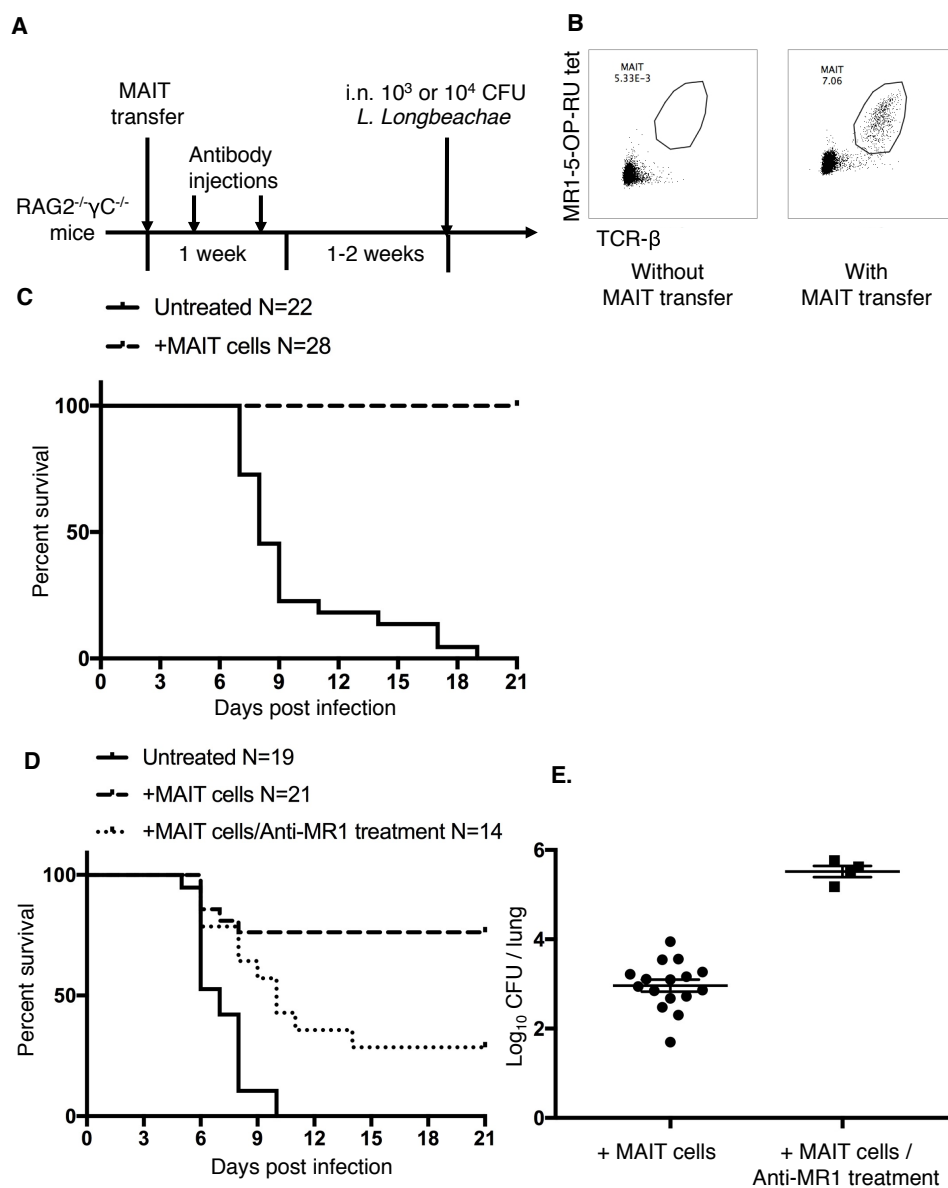 A
MAIT
transfer
i.n. 10³ or 10⁴ CFU
L. Longbeachae
Antibody
injections
RAG2⁻/⁻γC⁻/⁻
mice
1 week
1-2 weeks
B
MR1-5-OP-RU tet
MAIT
5.33E-3
MAIT
7.06
TCR-β
Without
MAIT transfer
With
MAIT transfer
C
Untreated N=22
+MAIT cells N=28
Percent survival
100
50
0
0 3 6 9 12 15 18 21
Days post infection
D
Untreated N=19
+MAIT cells N=21
+MAIT cells/Anti-MR1 treatment N=14
Percent survival
100
50
0
0 3 6 9 12 15 18 21
Days post infection
E.
Log₁₀ CFU / lung
6
4
2
0
+ MAIT cells
+ MAIT cells /
Anti-MR1 treatment